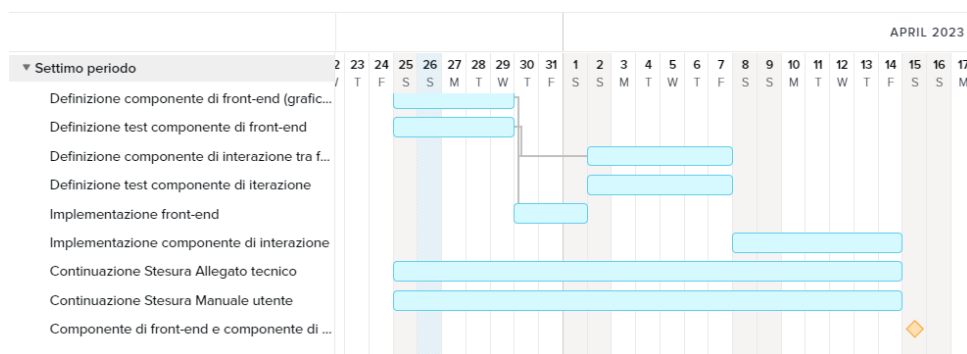 APRIL 2023
2 23 24 25 26 27 28 29 30 31 1 2 3 4 5 6 7 8 9 10 11 12 13 14 15 16 17
Settimo periodo
T F S S M T W T F S S M T W T F S S M T W T F S S M
Definizione componente di front-end (grafic...
Definizione test componente di front-end
Definizione componente di interazione tra f...
Definizione test componente di iterazione
Implementazione front-end
Implementazione componente di interazione
Continuazione Stesura Allegato tecnico
Continuazione Stesura Manuale utente
Componente di front-end e componente di ...